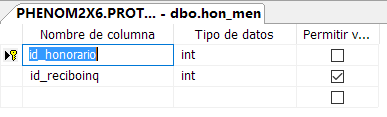 PHENOM2X6.PROT... - dbo.hon_men
Nombre de columna Tipo de datos Permitir v...
id_honorario int
id_reciboinq int